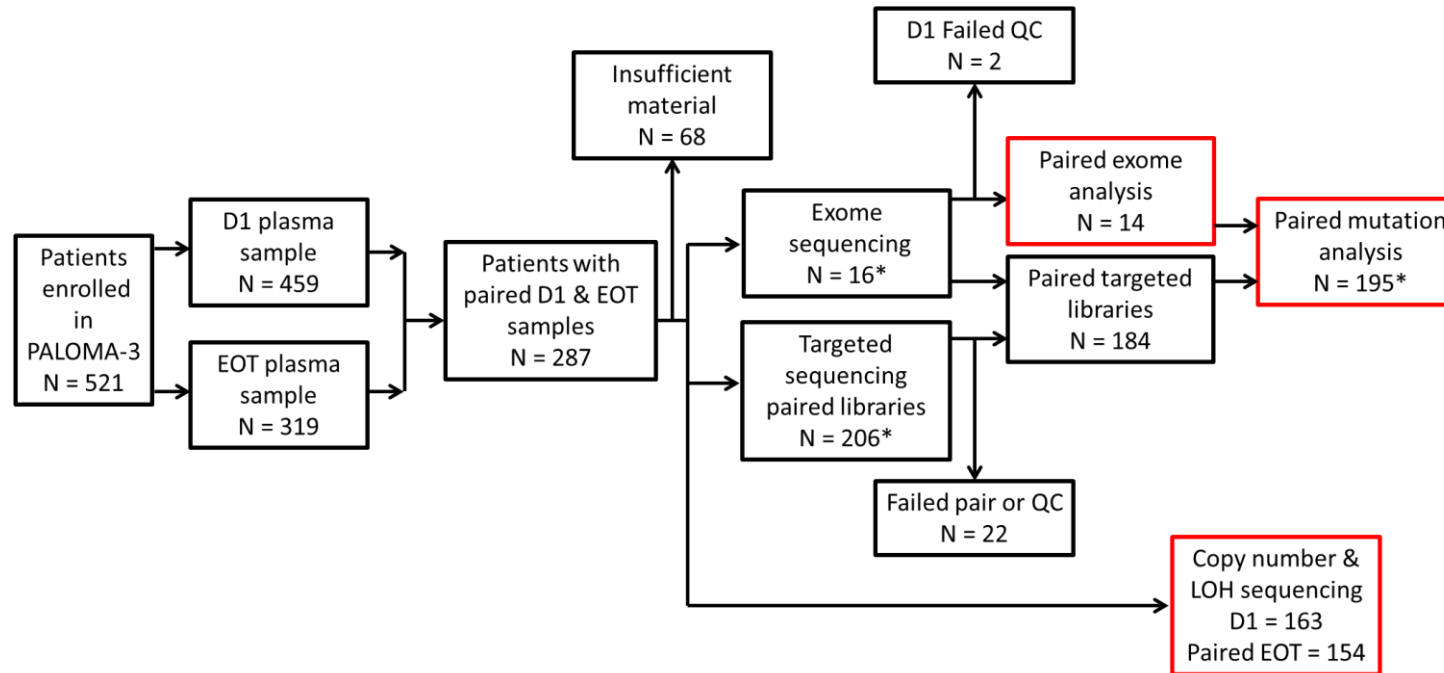 Patients
enrolled
in
PALOMA-3
N = 521
D1 plasma
sample
N = 459
EOT plasma
sample
N = 319
Patients with
paired D1 & EOT
samples
N = 287
Insufficient
material
N = 68
Exome
sequencing
N = 16*
Targeted
sequencing
paired libraries
N = 206*
D1 Failed QC
N = 2
Paired exome
analysis
N = 14
Paired targeted
libraries
N = 184
Failed pair or QC
N = 22
Paired mutation
analysis
N = 195*
Copy number &
LOH sequencing
D1 = 163
Paired EOT = 154